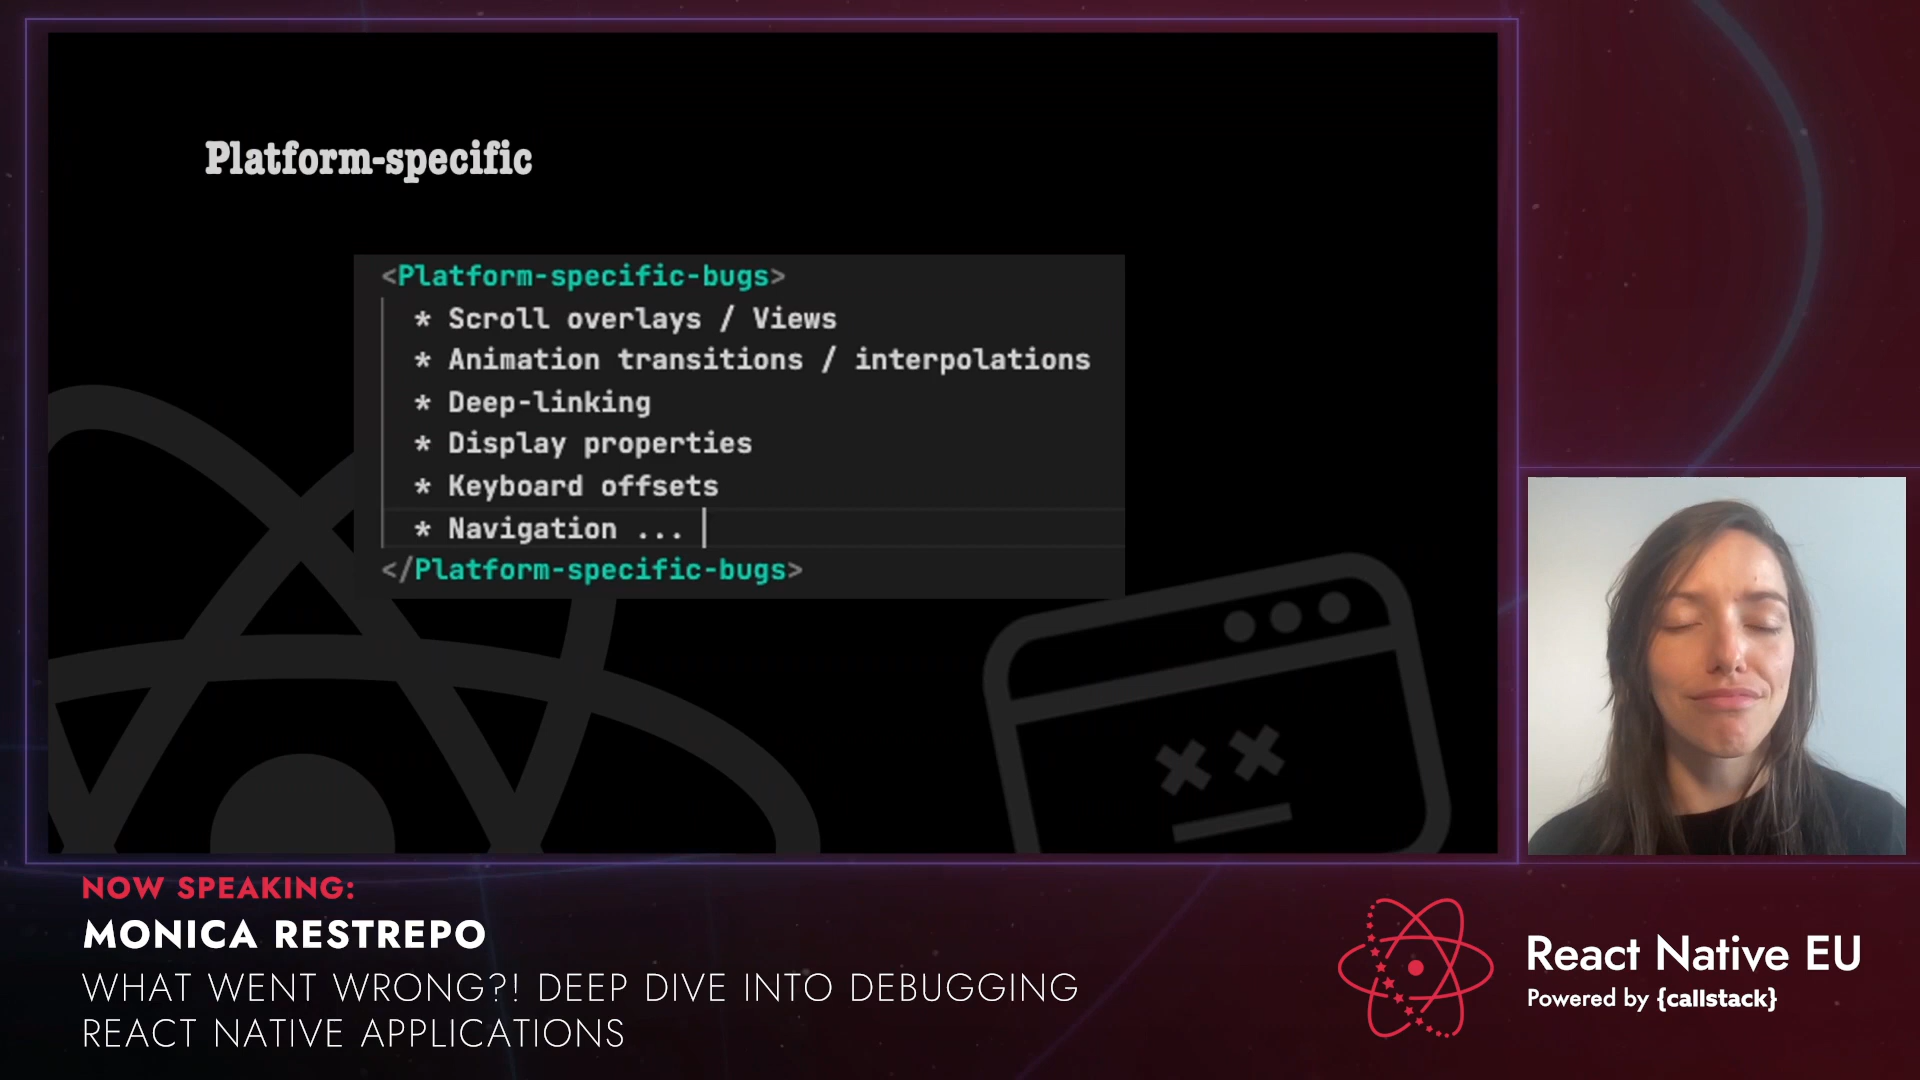 Platform-specific
<Platform-specific-bugs>
* Scroll overlays / Views
* Animation transitions / interpolations
* Deep-linking
* Display properties
* Keyboard offsets
* Navigation ...
</Platform-specific-bugs>
NOW SPEAKING:
MONICA RESTREPO
WHAT WENT WRONG?! DEEP DIVE INTO DEBUGGING
REACT NATIVE APPLICATIONS
React Native EU
Powered by {callstack}